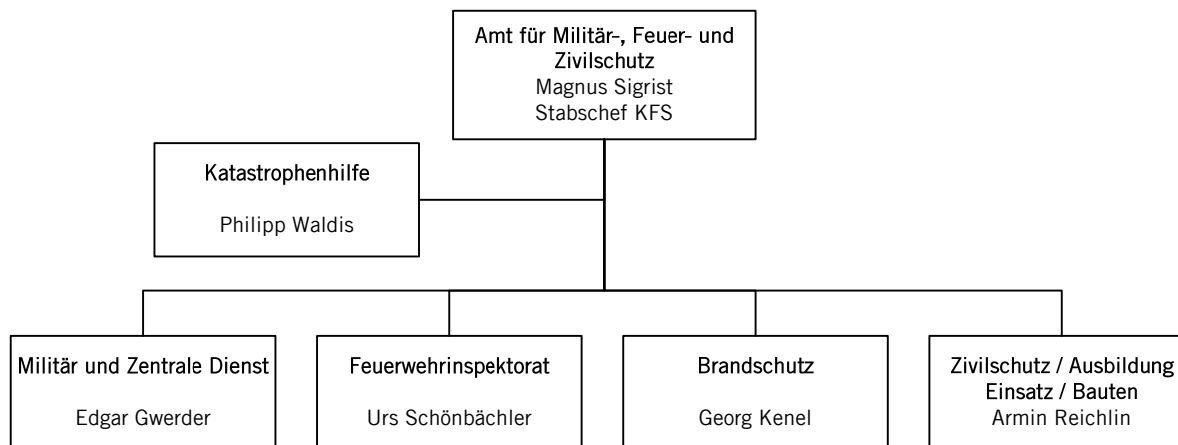 Amt für Militär-, Feuer- und
Zivilschutz
Magnus Sigrist
Stabschef KFS
Katastrophenhilfe
Philipp Waldis
Militär und Zentrale Dienst
Edgar Gwerder
Feuerwehrinspektorat
Urs Schönbächler
Brandschutz
Georg Kenel
Zivilschutz / Ausbildung
Einsatz / Bauten
Armin Reichlin